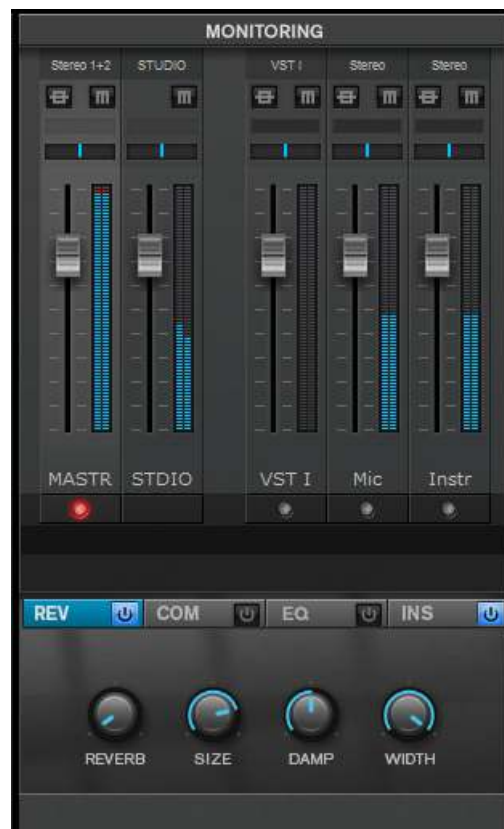 MONITORING
Stereo 1+2 STUDIO VST I Stereo Stereo
m m m m m
MASTR STDIO VST I Mic Instr
REV COM EQ INS
REVERB SIZE DAMP WIDTH